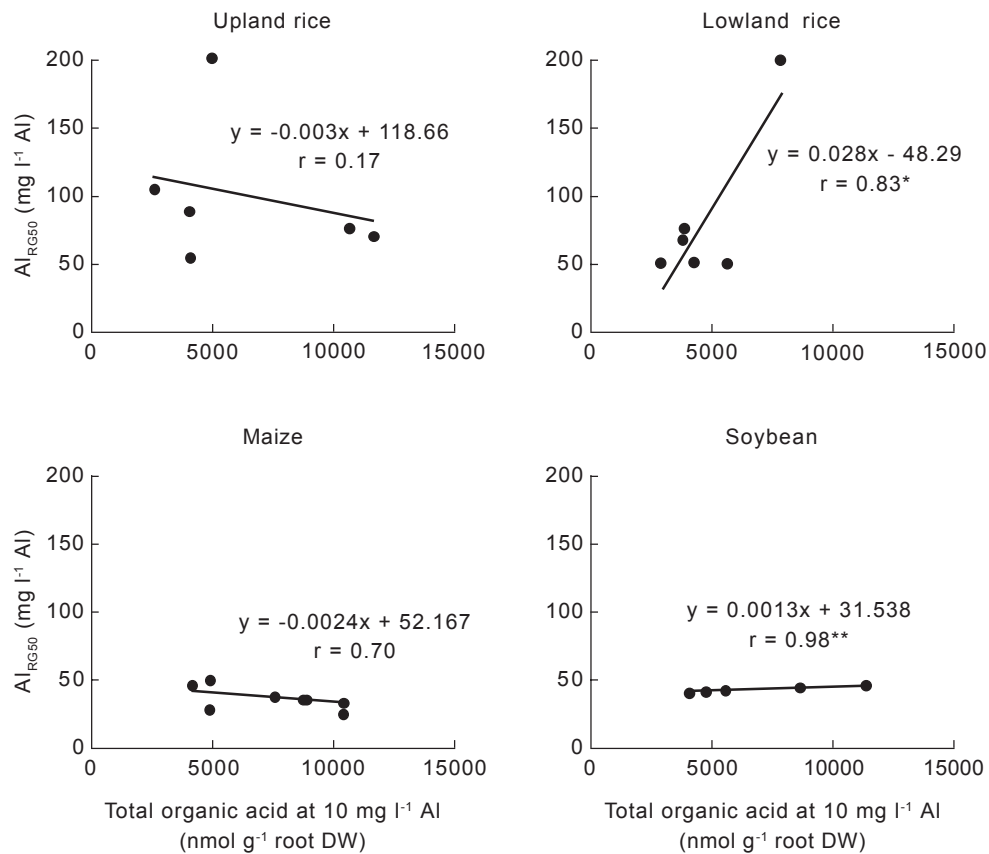 Upland rice
Lowland rice
200
150
100
50
0
Al_RG50 (mg l⁻¹ Al)
y = -0.003x + 118.66
r = 0.17
0 5000 10000 15000
200
150
100
50
0
y = 0.028x - 48.29
r = 0.83*
0 5000 10000 15000
Maize
Soybean
200
150
100
50
0
Al_RG50 (mg l⁻¹ Al)
y = -0.0024x + 52.167
r = 0.70
0 5000 10000 15000
Total organic acid at 10 mg l⁻¹ Al
(nmol g⁻¹ root DW)
200
150
100
50
0
y = 0.0013x + 31.538
r = 0.98**
0 5000 10000 15000
Total organic acid at 10 mg l⁻¹ Al
(nmol g⁻¹ root DW)